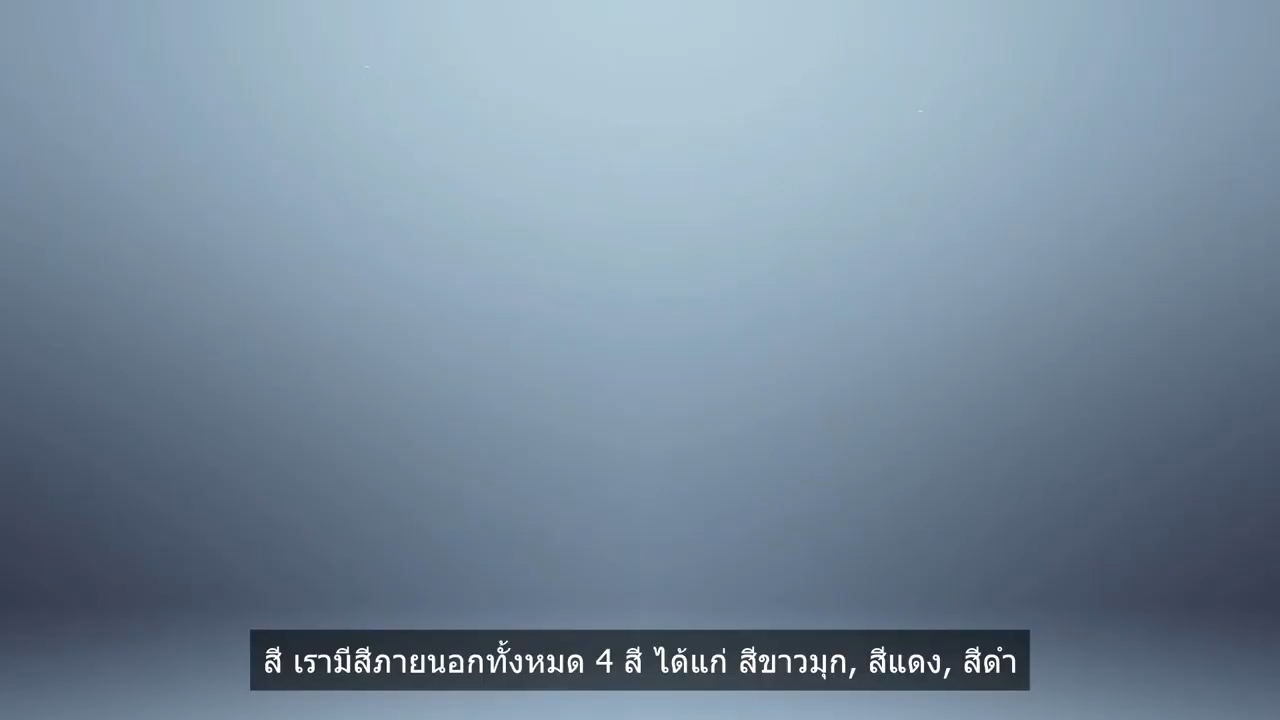 สี เรามีสีภายนอกทั้งหมด 4 สี ได้แก่ สีขาวมุก, สีแดง, สีดำ